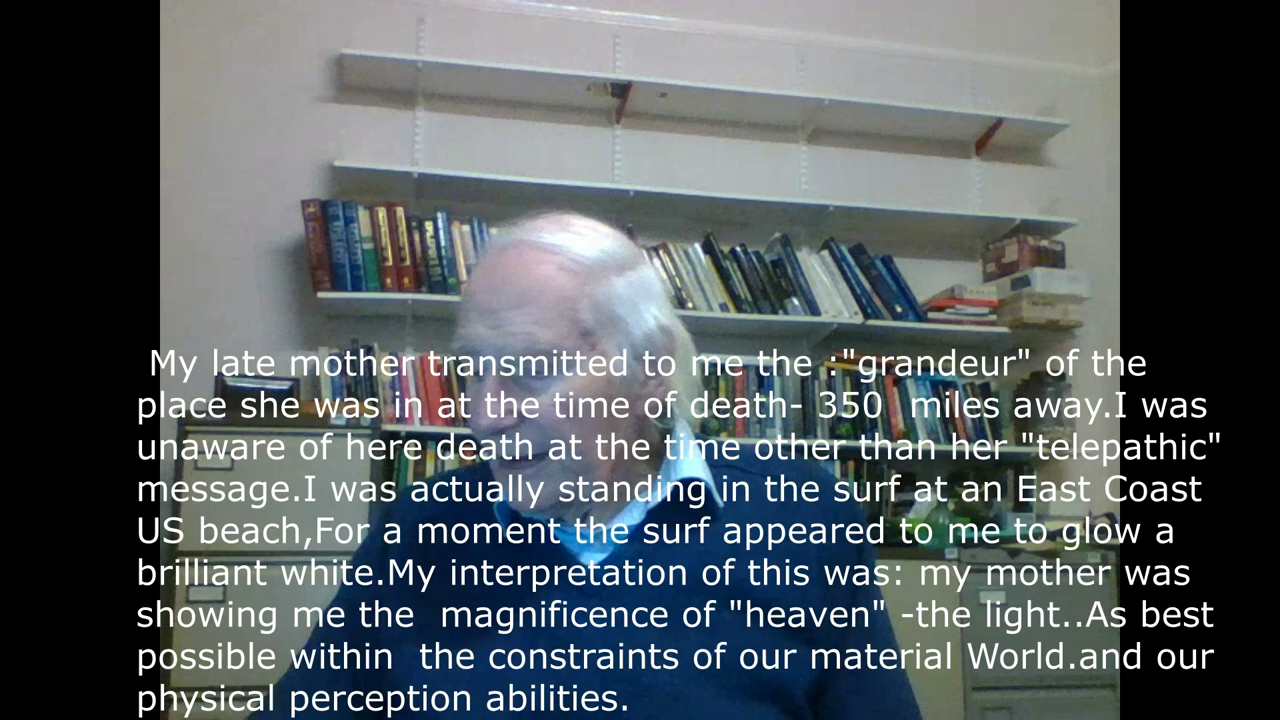 My late mother transmitted to me the :"grandeur" of the
place she was in at the time of death- 350  miles away.I was
unaware of here death at the time other than her "telepathic"
message.I was actually standing in the surf at an East Coast
US beach,For a moment the surf appeared to me to glow a
brilliant white.My interpretation of this was: my mother was
showing me the  magnificence of "heaven" -the light..As best
possible within  the constraints of our material World.and our
physical perception abilities.